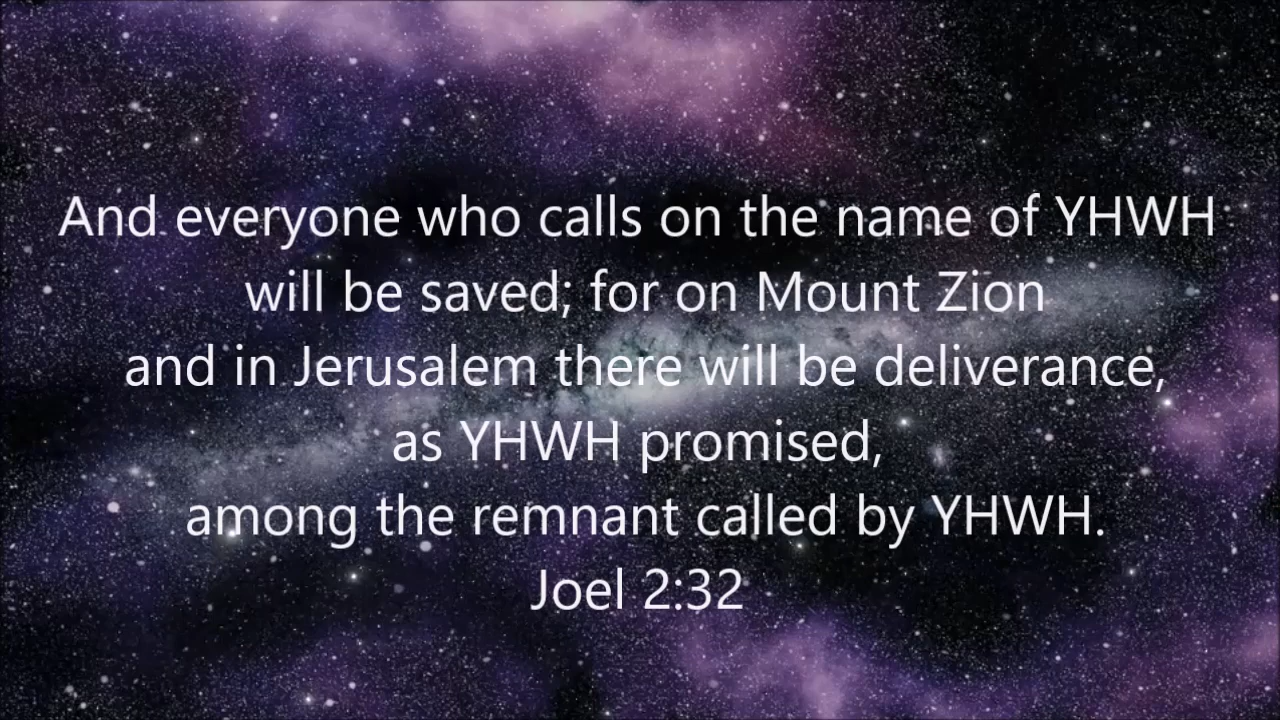 And everyone who calls on the name of YHWH
will be saved; for on Mount Zion
and in Jerusalem there will be deliverance,
as YHWH promised,
among the remnant called by YHWH.
Joel 2:32